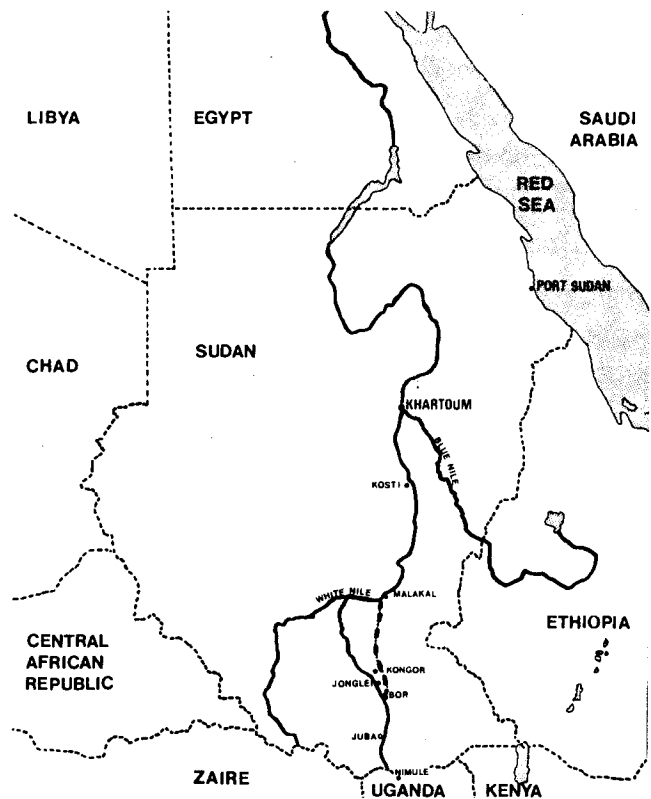 LIBYA
EGYPT
SAUDI
ARABIA
RED
SEA
PORT SUDAN
CHAD
SUDAN
KHARTOUM
BLUE NILE
KOSTI
WHITE NILE
MALAKAL
ETHIOPIA
CENTRAL
AFRICAN
REPUBLIC
KONGOR
JONGLEI
BOR
JUBA
NIMULE
ZAIRE
UGANDA
KENYA